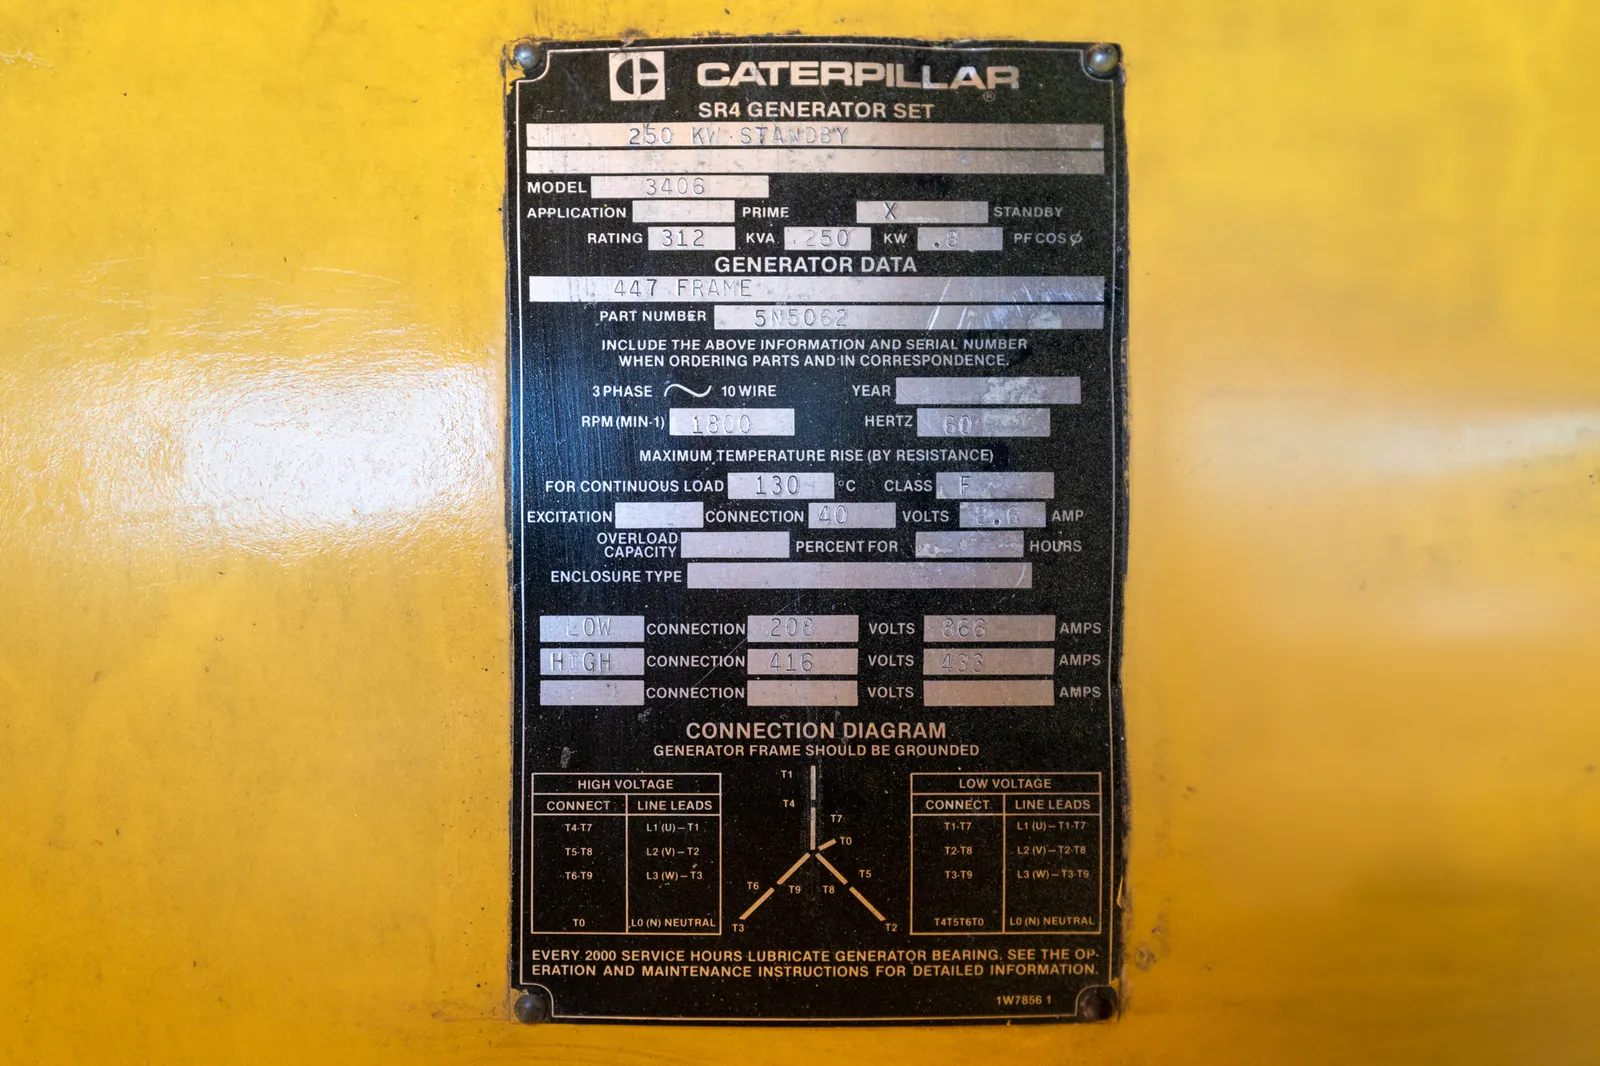 CATERPILLAR ®
SR4 GENERATOR SET
250 KW STANDBY
MODEL 3406
APPLICATION PRIME X STANDBY
RATING 312 KVA 250 KW .8 PF COS Ø
GENERATOR DATA
447 FRAME
PART NUMBER 5N5062
INCLUDE THE ABOVE INFORMATION AND SERIAL NUMBER
WHEN ORDERING PARTS AND IN CORRESPONDENCE.
3 PHASE 10 WIRE YEAR
RPM (MIN-1) 1800 HERTZ 60
MAXIMUM TEMPERATURE RISE (BY RESISTANCE)
FOR CONTINUOUS LOAD 130 °C CLASS F
EXCITATION CONNECTION 40 VOLTS AMP
OVERLOAD
CAPACITY PERCENT FOR HOURS
ENCLOSURE TYPE
LOW CONNECTION 208 VOLTS 866 AMPS
HIGH CONNECTION 416 VOLTS 433 AMPS
CONNECTION VOLTS AMPS
CONNECTION DIAGRAM
GENERATOR FRAME SHOULD BE GROUNDED
HIGH VOLTAGE
CONNECT LINE LEADS
T4-T7 L1 (U) – T1
T5-T8 L2 (V) – T2
T6-T9 L3 (W) – T3
T0 L0 (N) NEUTRAL
T1
T4
T7
T0
T6 T9 T8 T5
T3 T2
LOW VOLTAGE
CONNECT LINE LEADS
T1-T7 L1 (U) – T1-T7
T2-T8 L2 (V) – T2-T8
T3-T9 L3 (W) – T3-T9
T4T5T6T0 L0 (N) NEUTRAL
EVERY 2000 SERVICE HOURS LUBRICATE GENERATOR BEARING. SEE THE OP-
ERATION AND MAINTENANCE INSTRUCTIONS FOR DETAILED INFORMATION.
1W7856 1